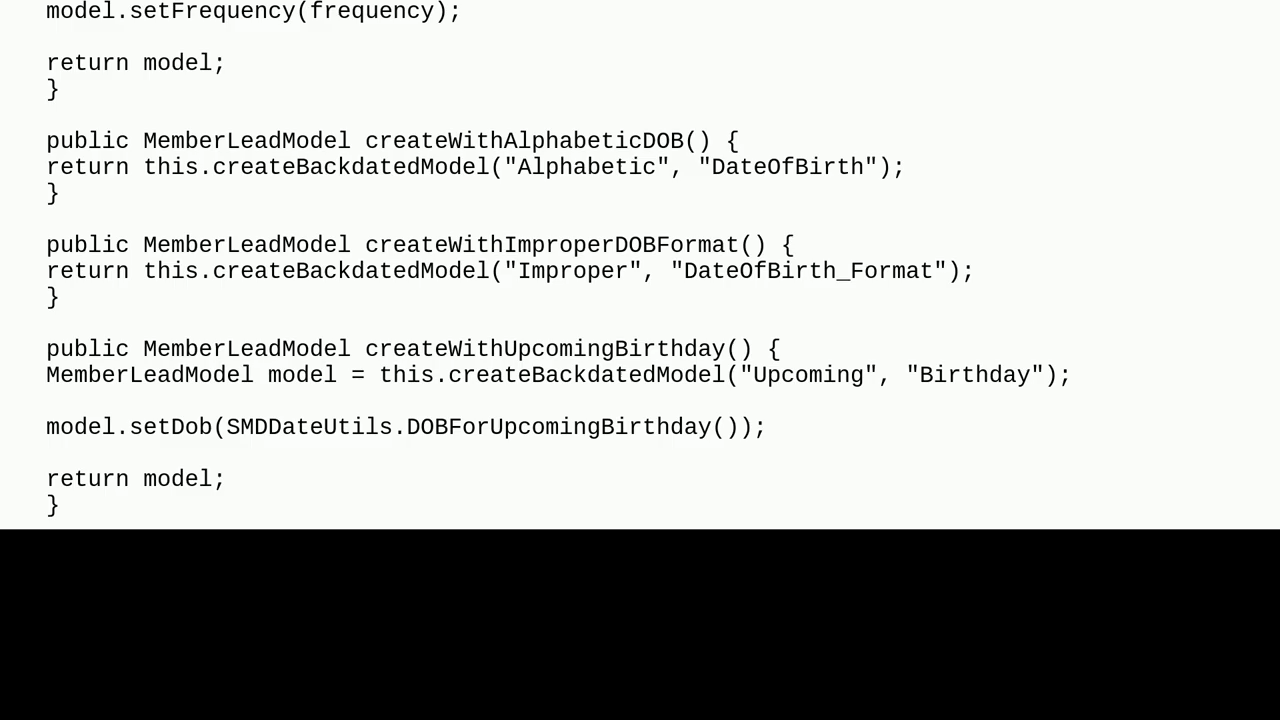 model.setFrequency(frequency);
return model;
}
public MemberLeadModel createWithAlphabeticDOB() {
return this.createBackdatedModel("Alphabetic", "DateOfBirth");
}
public MemberLeadModel createWithImproperDOBFormat() {
return this.createBackdatedModel("Improper", "DateOfBirth_Format");
}
public MemberLeadModel createWithUpcomingBirthday() {
MemberLeadModel model = this.createBackdatedModel("Upcoming", "Birthday");
model.setDob(SMDDateUtils.DOBForUpcomingBirthday());
return model;
}